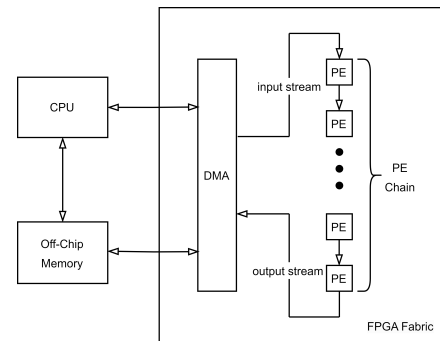 PE
input stream
CPU
PE
DMA
PE
Chain
PE
Off-Chip
Memory
output stream
PE
FPGA Fabric